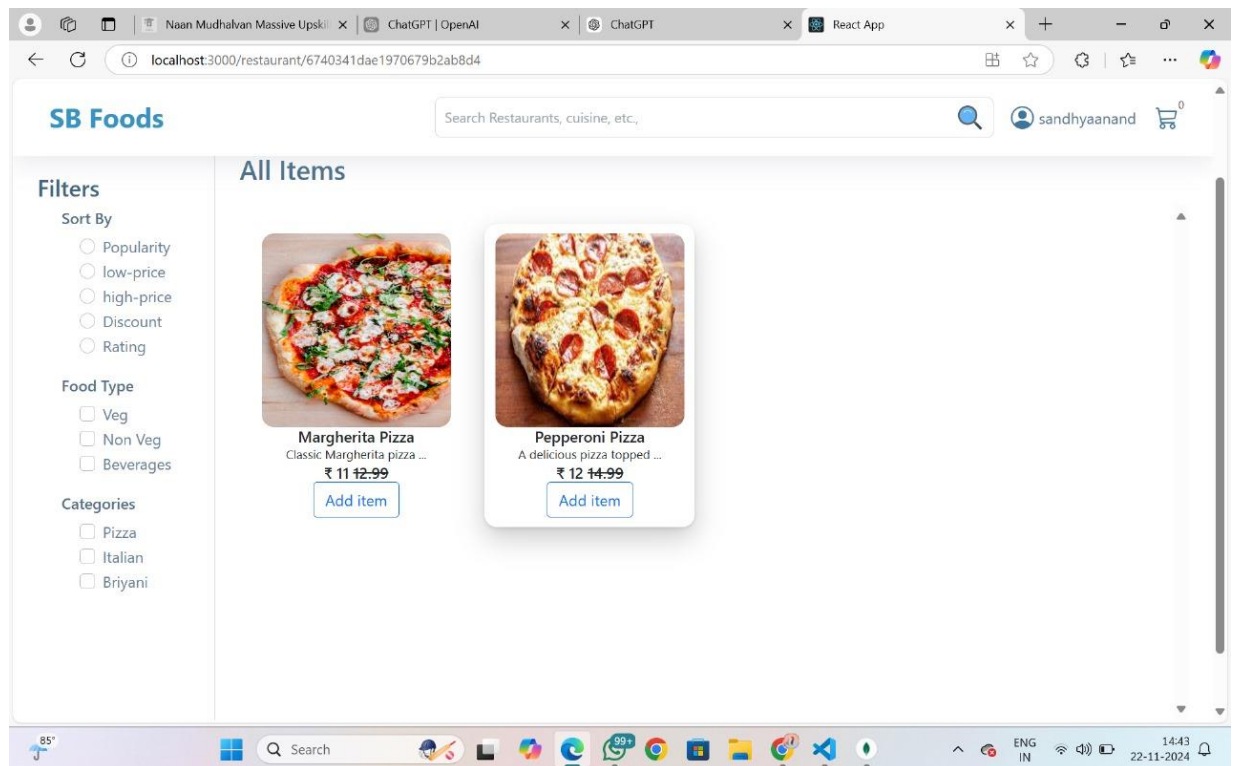 Naan Mudhalvan Massive Upskil
ChatGPT | OpenAI
ChatGPT
React App
localhost:3000/restaurant/6740341dae1970679b2ab8d4
SB Foods
Search Restaurants, cuisine, etc.,
sandhyaanand
0
All Items
Filters
Sort By
Popularity
low-price
high-price
Discount
Rating
Food Type
Veg
Non Veg
Beverages
Categories
Pizza
Italian
Briyani
Margherita Pizza
Classic Margherita pizza ...
₹ 11 12.99
Add item
Pepperoni Pizza
A delicious pizza topped ...
₹ 12 14.99
Add item
85°
Search
99+
ENG
IN
14:43
22-11-2024